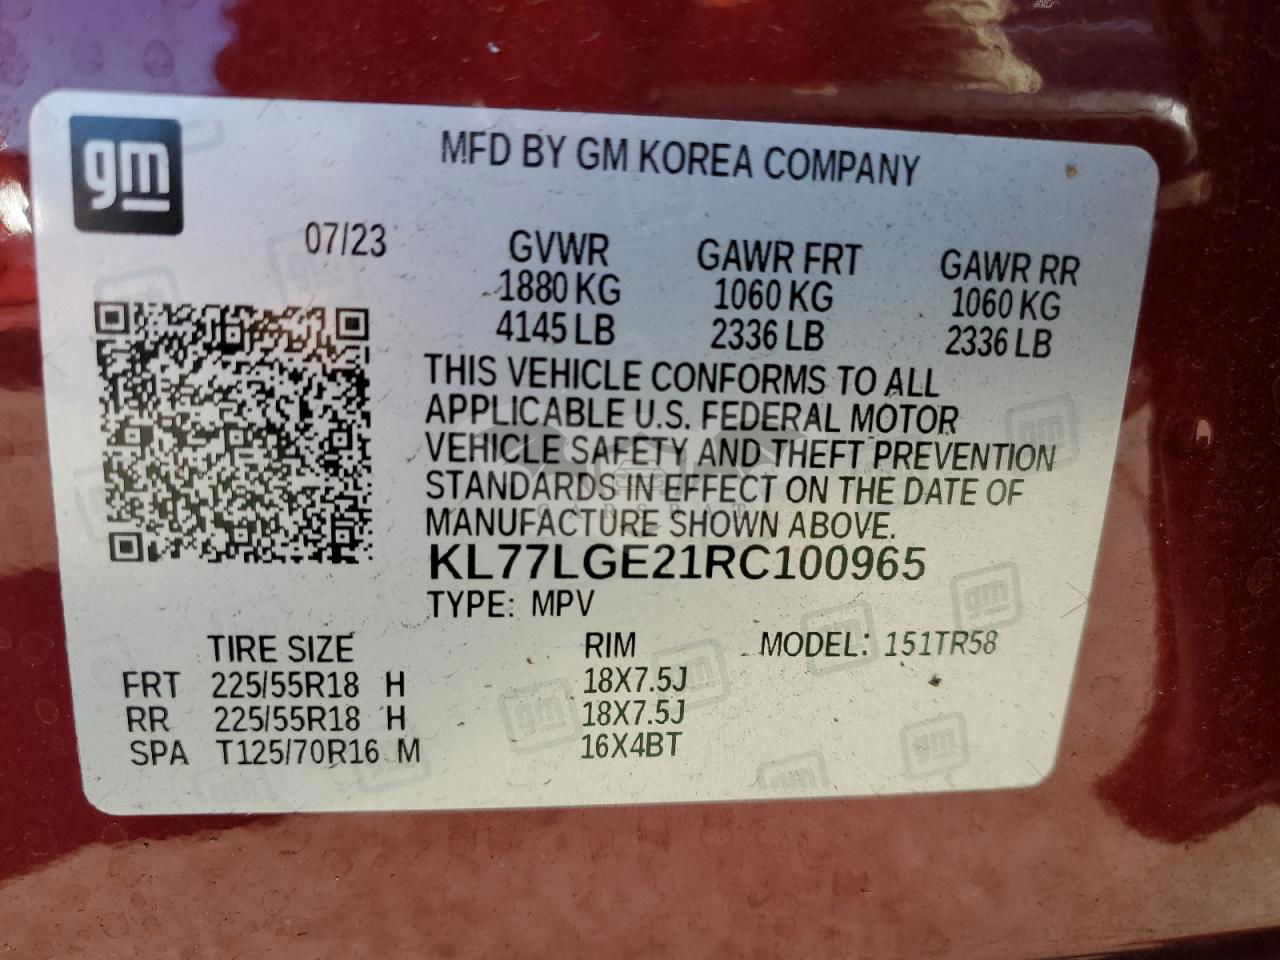 gm
MFD BY GM KOREA COMPANY
07/23
GVWR GAWR FRT GAWR RR
1880 KG 1060 KG 1060 KG
4145 LB 2336 LB 2336 LB
THIS VEHICLE CONFORMS TO ALL
APPLICABLE U.S. FEDERAL MOTOR
VEHICLE SAFETY AND THEFT PREVENTION
STANDARDS IN EFFECT ON THE DATE OF
MANUFACTURE SHOWN ABOVE.
KL77LGE21RC100965
TYPE: MPV
TIRE SIZE RIM MODEL: 151TR58
FRT 225/55R18 H 18X7.5J
RR 225/55R18 H 18X7.5J
SPA T125/70R16 M 16X4BT